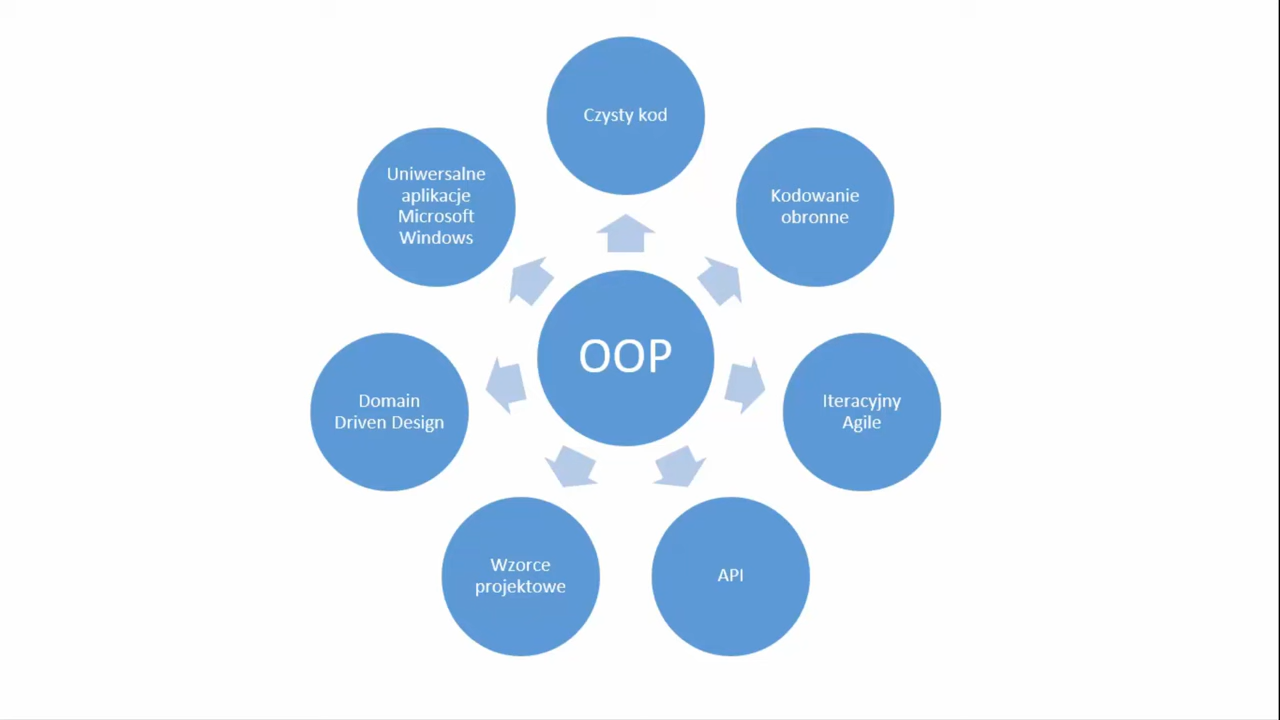 Czysty kod
Kodowanie
obronne
Iteracyjny
Agile
API
Wzorce
projektowe
Domain
Driven Design
Uniwersalne
aplikacje
Microsoft
Windows
OOP